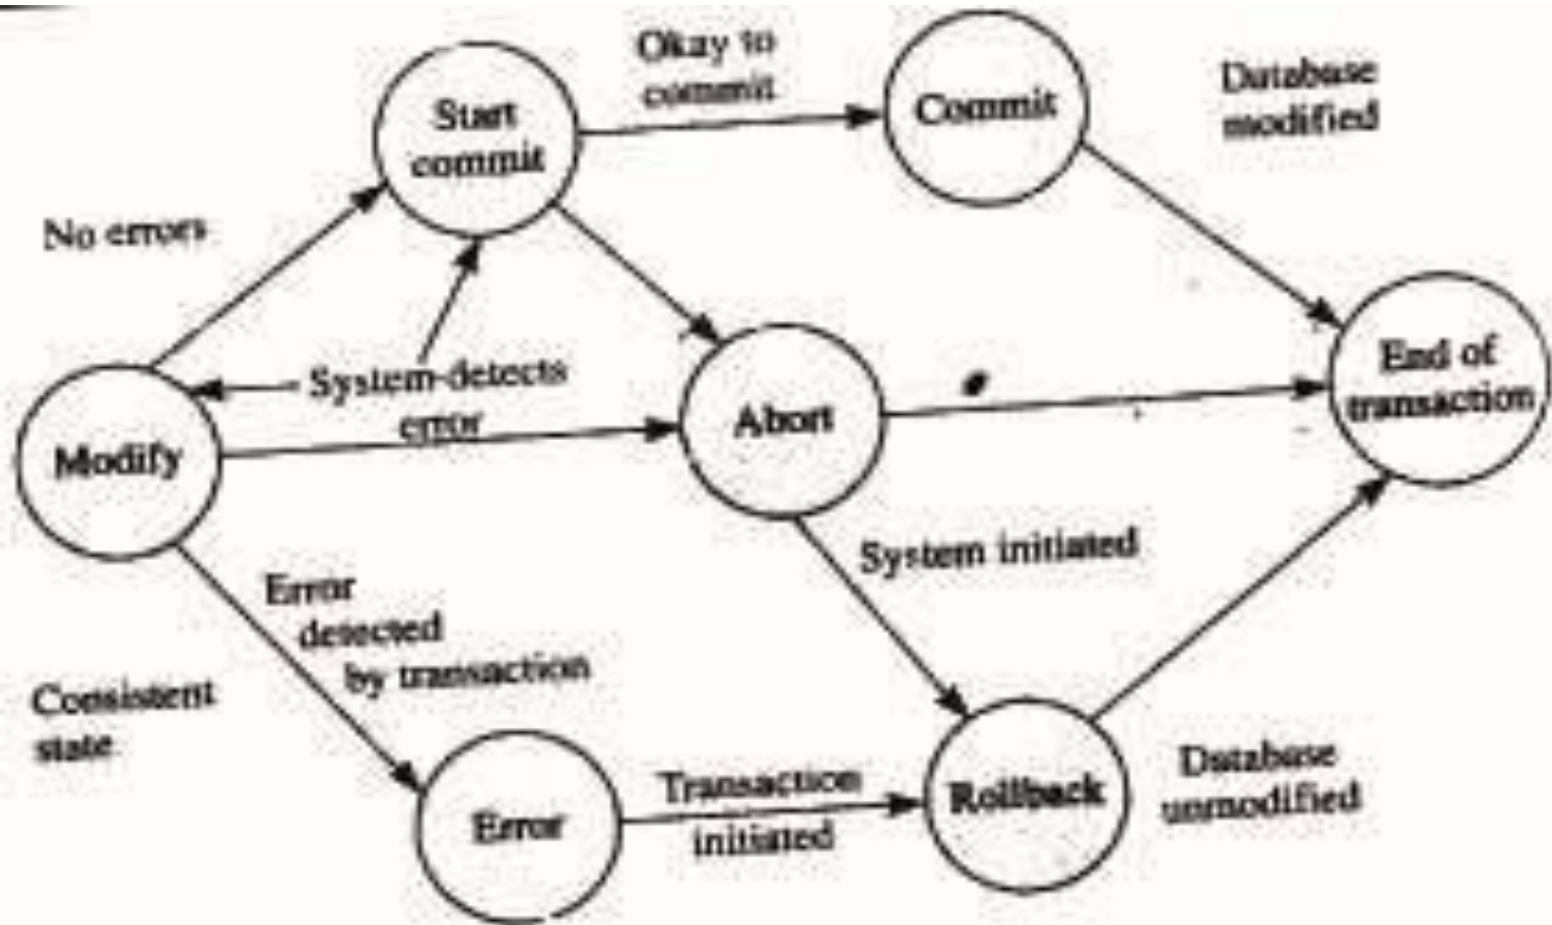 Okay to
commit
Start
commit
Commit
Database
modified
No errors
System detects
error
Modify
Abort
End of
transaction
System initiated
Error
detected
by transaction
Consistent
state
Error
Transaction
initiated
Rollback
Database
unmodified